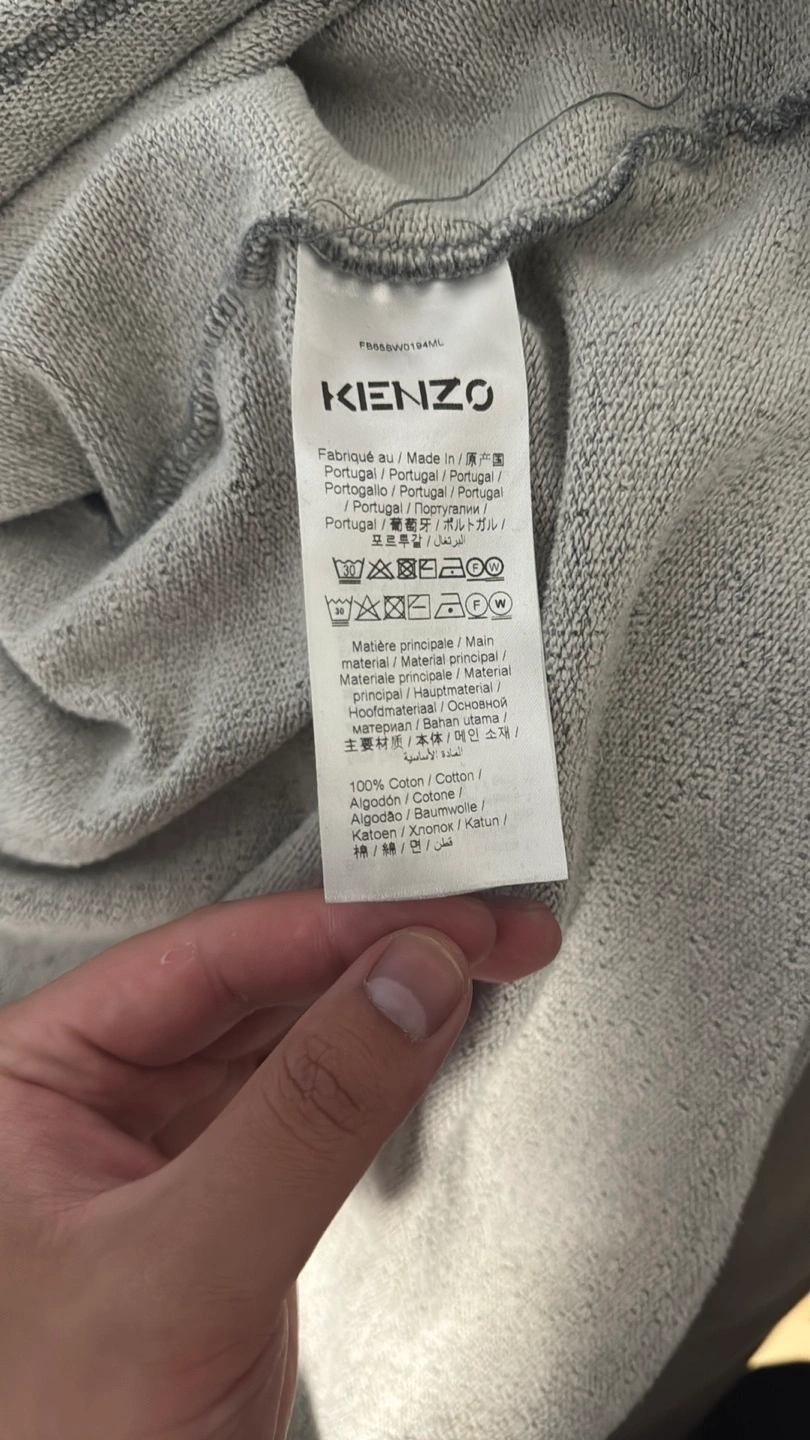 FB65SW0194ML
KENZO
Fabriqué au / Made In / 原产国
Portugal / Portugal / Portugal /
Portogallo / Portugal / Portugal
/ Portugal / Португалии /
Portugal / 葡萄牙 / ポルトガル /
포르투갈 / البرتغال
30 F W
30 F W
Matière principale / Main
material / Material principal /
Materiale principale / Material
principal / Hauptmaterial /
Hoofdmateriaal / Основной
материал / Bahan utama /
主要材质 / 本体 / 메인 소재 /
المادة الأساسية
100% Coton / Cotton /
Algodón / Cotone /
Algodão / Baumwolle /
Katoen / Хлопок / Katun /
棉 / 綿 / 면 / قطن